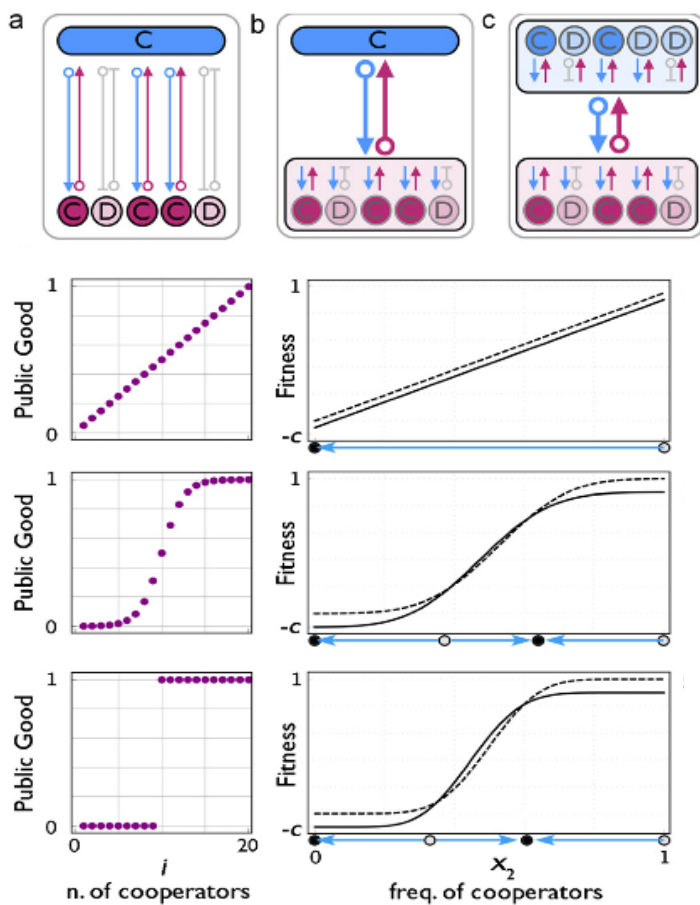 a
b
c
C
C
C D C D D
C D C C D
C D C C D
C D C C D
1
Public Good
0
1
Fitness
-c
1
Public Good
0
1
Fitness
-c
1
Public Good
0
1
Fitness
-c
0
20
i
n. of cooperators
0
1
x2
freq. of cooperators